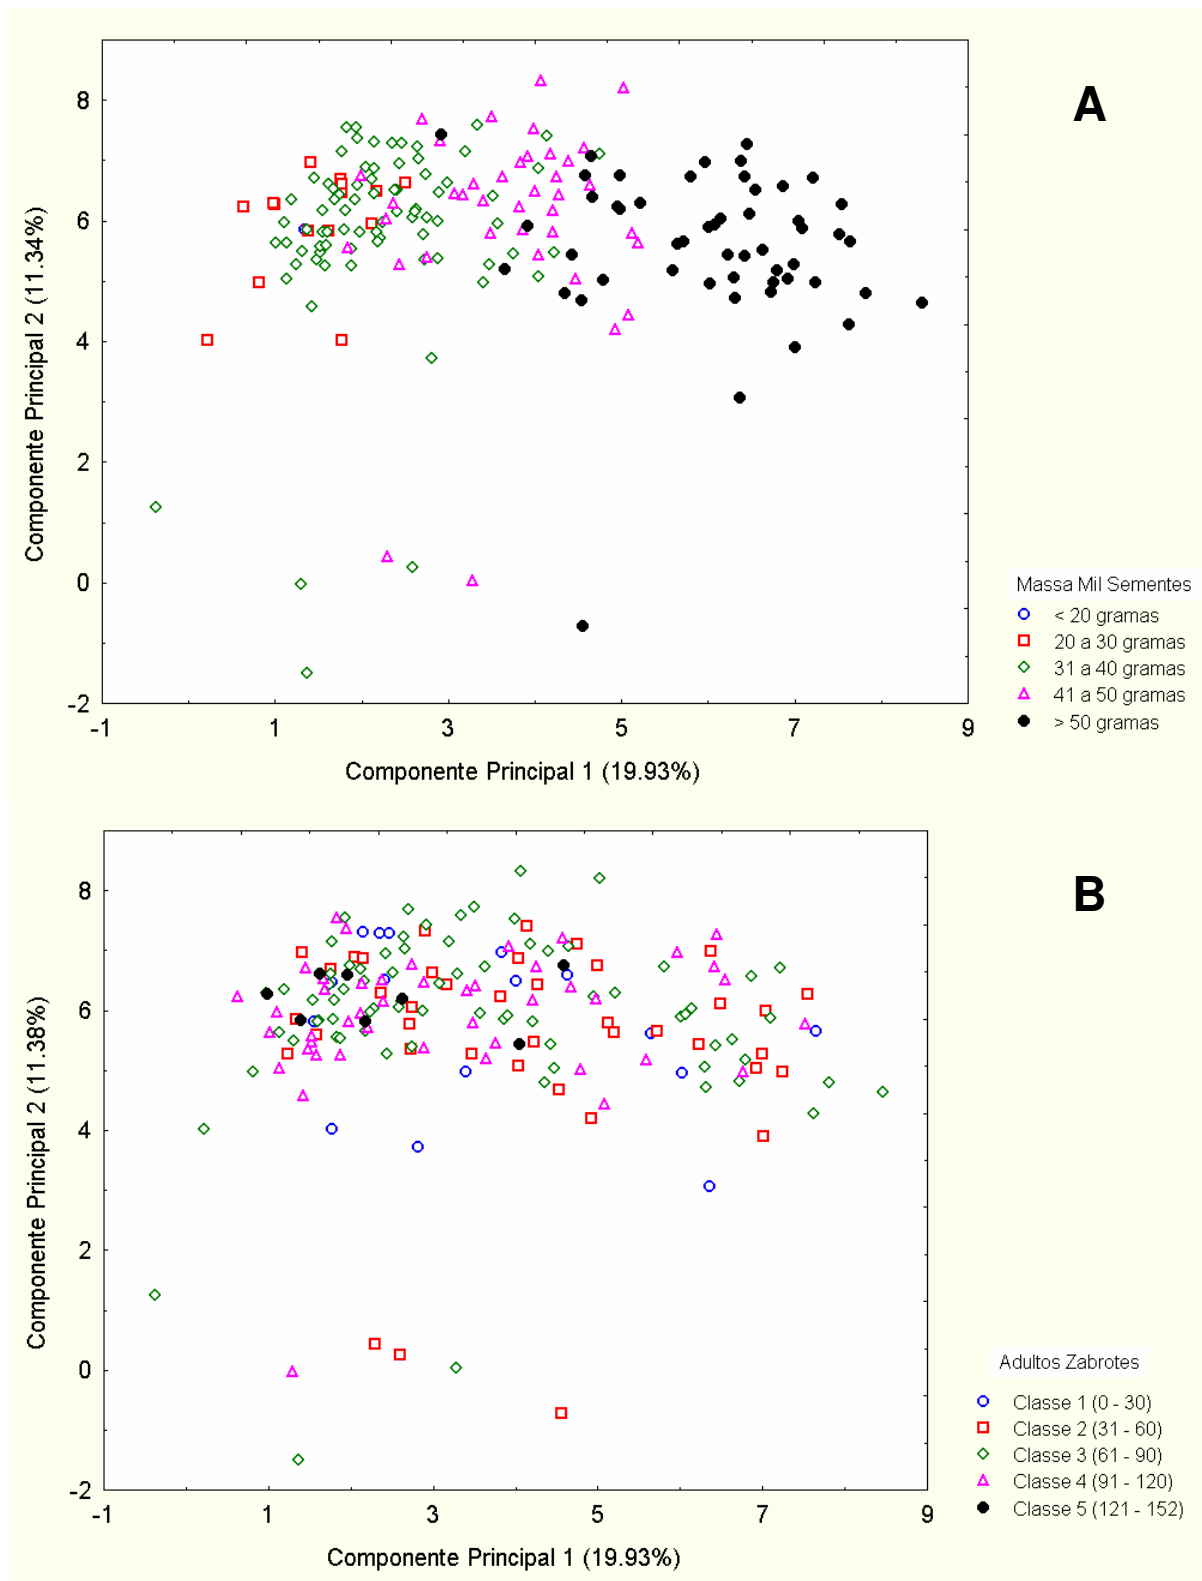 A
8
6
4
2
0
-2
-1
1
3
5
7
9
Componente Principal 2 (11.34%)
Componente Principal 1 (19.93%)
Massa Mil Sementes
< 20 gramas
20 a 30 gramas
31 a 40 gramas
41 a 50 gramas
> 50 gramas
B
8
6
4
2
0
-2
-1
1
3
5
7
9
Componente Principal 2 (11.38%)
Componente Principal 1 (19.93%)
Adultos Zabrotes
Classe 1 (0 - 30)
Classe 2 (31 - 60)
Classe 3 (61 - 90)
Classe 4 (91 - 120)
Classe 5 (121 - 152)